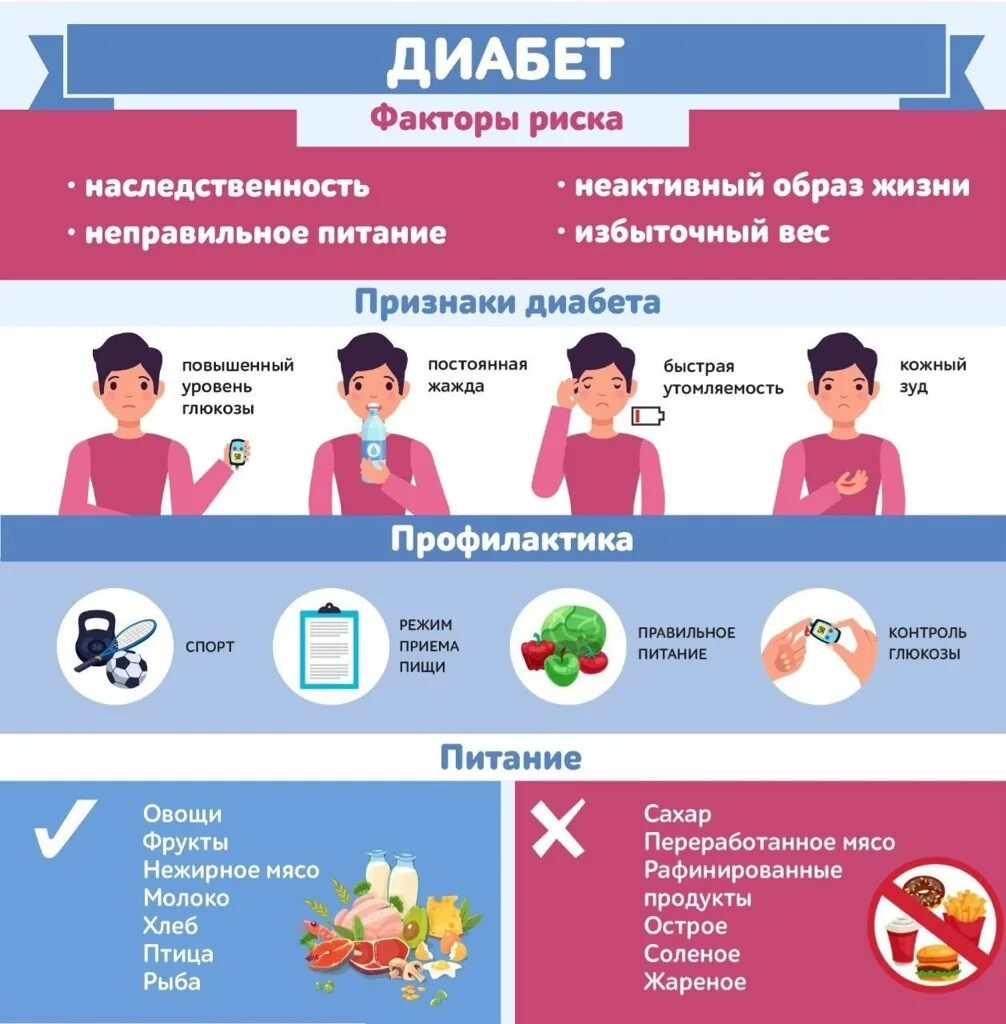 ДИАБЕТ
Факторы риска
· наследственность
· неправильное питание
· неактивный образ жизни
· избыточный вес
Признаки диабета
повышенный
уровень
глюкозы
постоянная
жажда
быстрая
утомляемость
кожный
зуд
Профилактика
СПОРТ
РЕЖИМ
ПРИЕМА
ПИЩИ
ПРАВИЛЬНОЕ
ПИТАНИЕ
КОНТРОЛЬ
ГЛЮКОЗЫ
Питание
Овощи
Фрукты
Нежирное мясо
Молоко
Хлеб
Птица
Рыба
Сахар
Переработанное мясо
Рафинированные
продукты
Острое
Соленое
Жареное